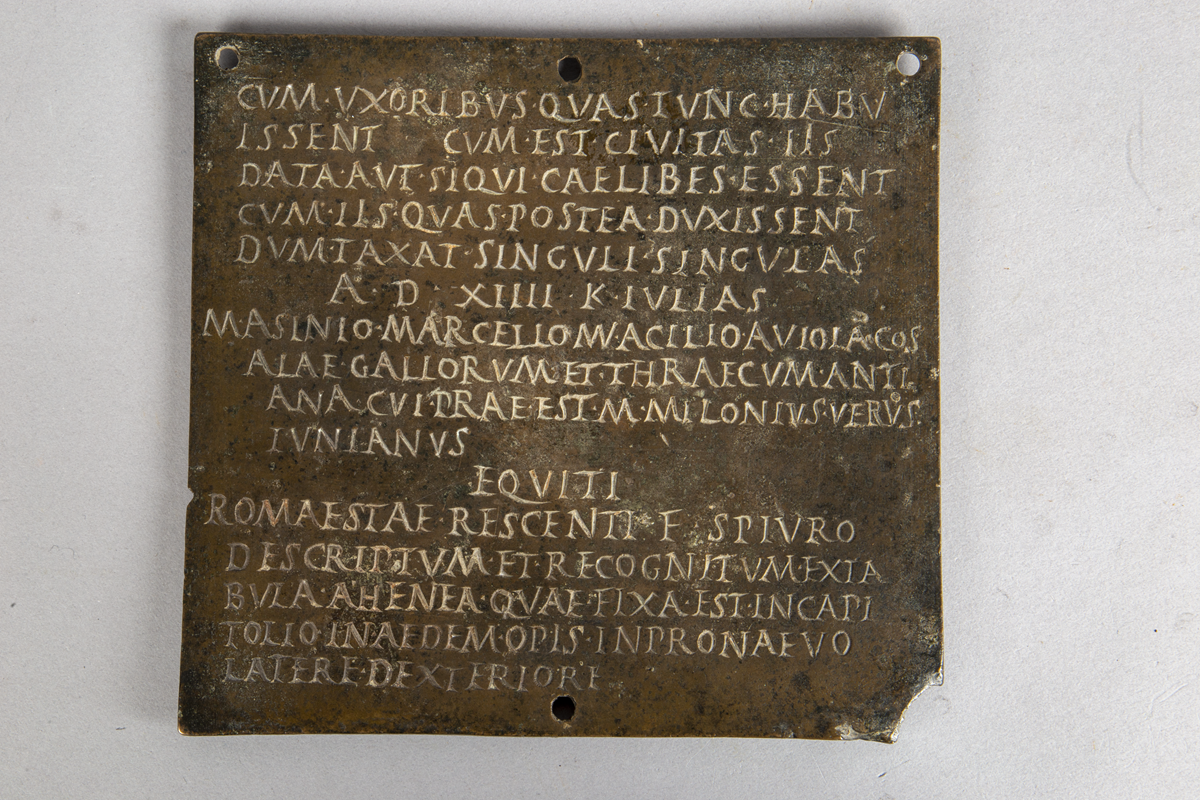 CVM·VXORIBVS·QVAS·TVNC·HABV
ISSENT CVM·EST·CIVITAS·IIS
DATA·AVT·SIQVI·CAELIBES·ESSENT
CVM·IIS·QVAS·POSTEA·DVXISSENT
DVMTAXAT·SINGVLI·SINGVLAS
A·D· XIIII K·IVLIAS
M ASINIO·MARCELLO M·ACILIO·AVIOLA·COS
ALAE GALLORVM ET·THRAECVM·ANTI
ANA CVI PRAE·EST·M·MILONIVS·VERVS·
IVNIANVS
EQVITI
ROMAESTAE·RESCENTI·F SPIVRO
DESCRIPTVM ET·RECOGNITVM·EX TA
BVLA·AHENEA·QVAE·FIXA·EST·IN CAPI
TOLIO·IN AEDEM·OPIS·IN PRONAEVO
LATERE·DEXTERIORE